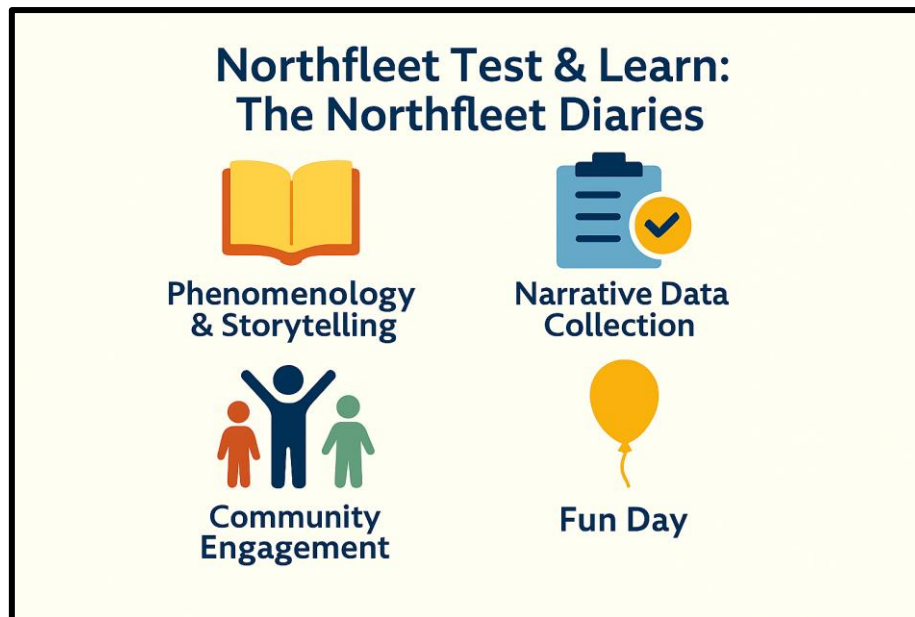 Northfleet Test & Learn:
The Northfleet Diaries
Phenomenology
& Storytelling
Narrative Data
Collection
Community
Engagement
Fun Day